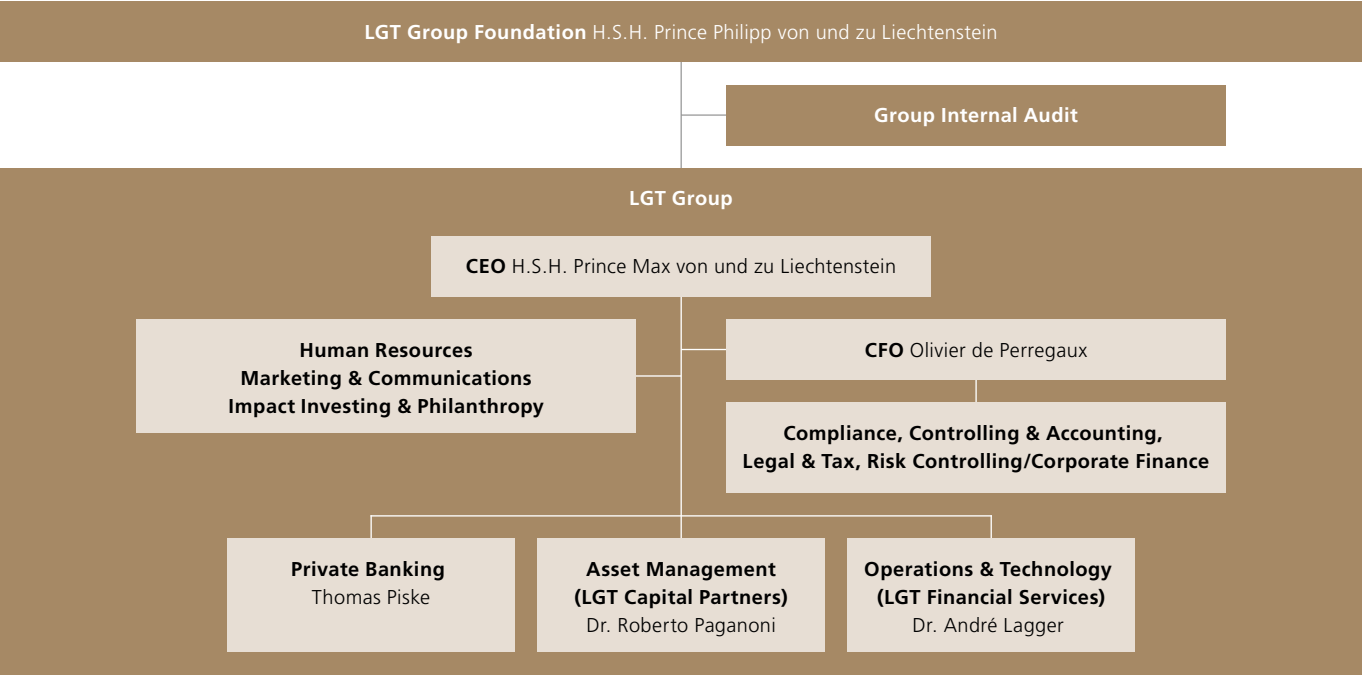 LGT Group Foundation H.S.H. Prince Philipp von und zu Liechtenstein
Group Internal Audit
LGT Group
CEO H.S.H. Prince Max von und zu Liechtenstein
Human Resources
Marketing & Communications
Impact Investing & Philanthropy
CFO Olivier de Perregaux
Compliance, Controlling & Accounting,
Legal & Tax, Risk Controlling/Corporate Finance
Private Banking
Thomas Piske
Asset Management
(LGT Capital Partners)
Dr. Roberto Paganoni
Operations & Technology
(LGT Financial Services)
Dr. André Lagger